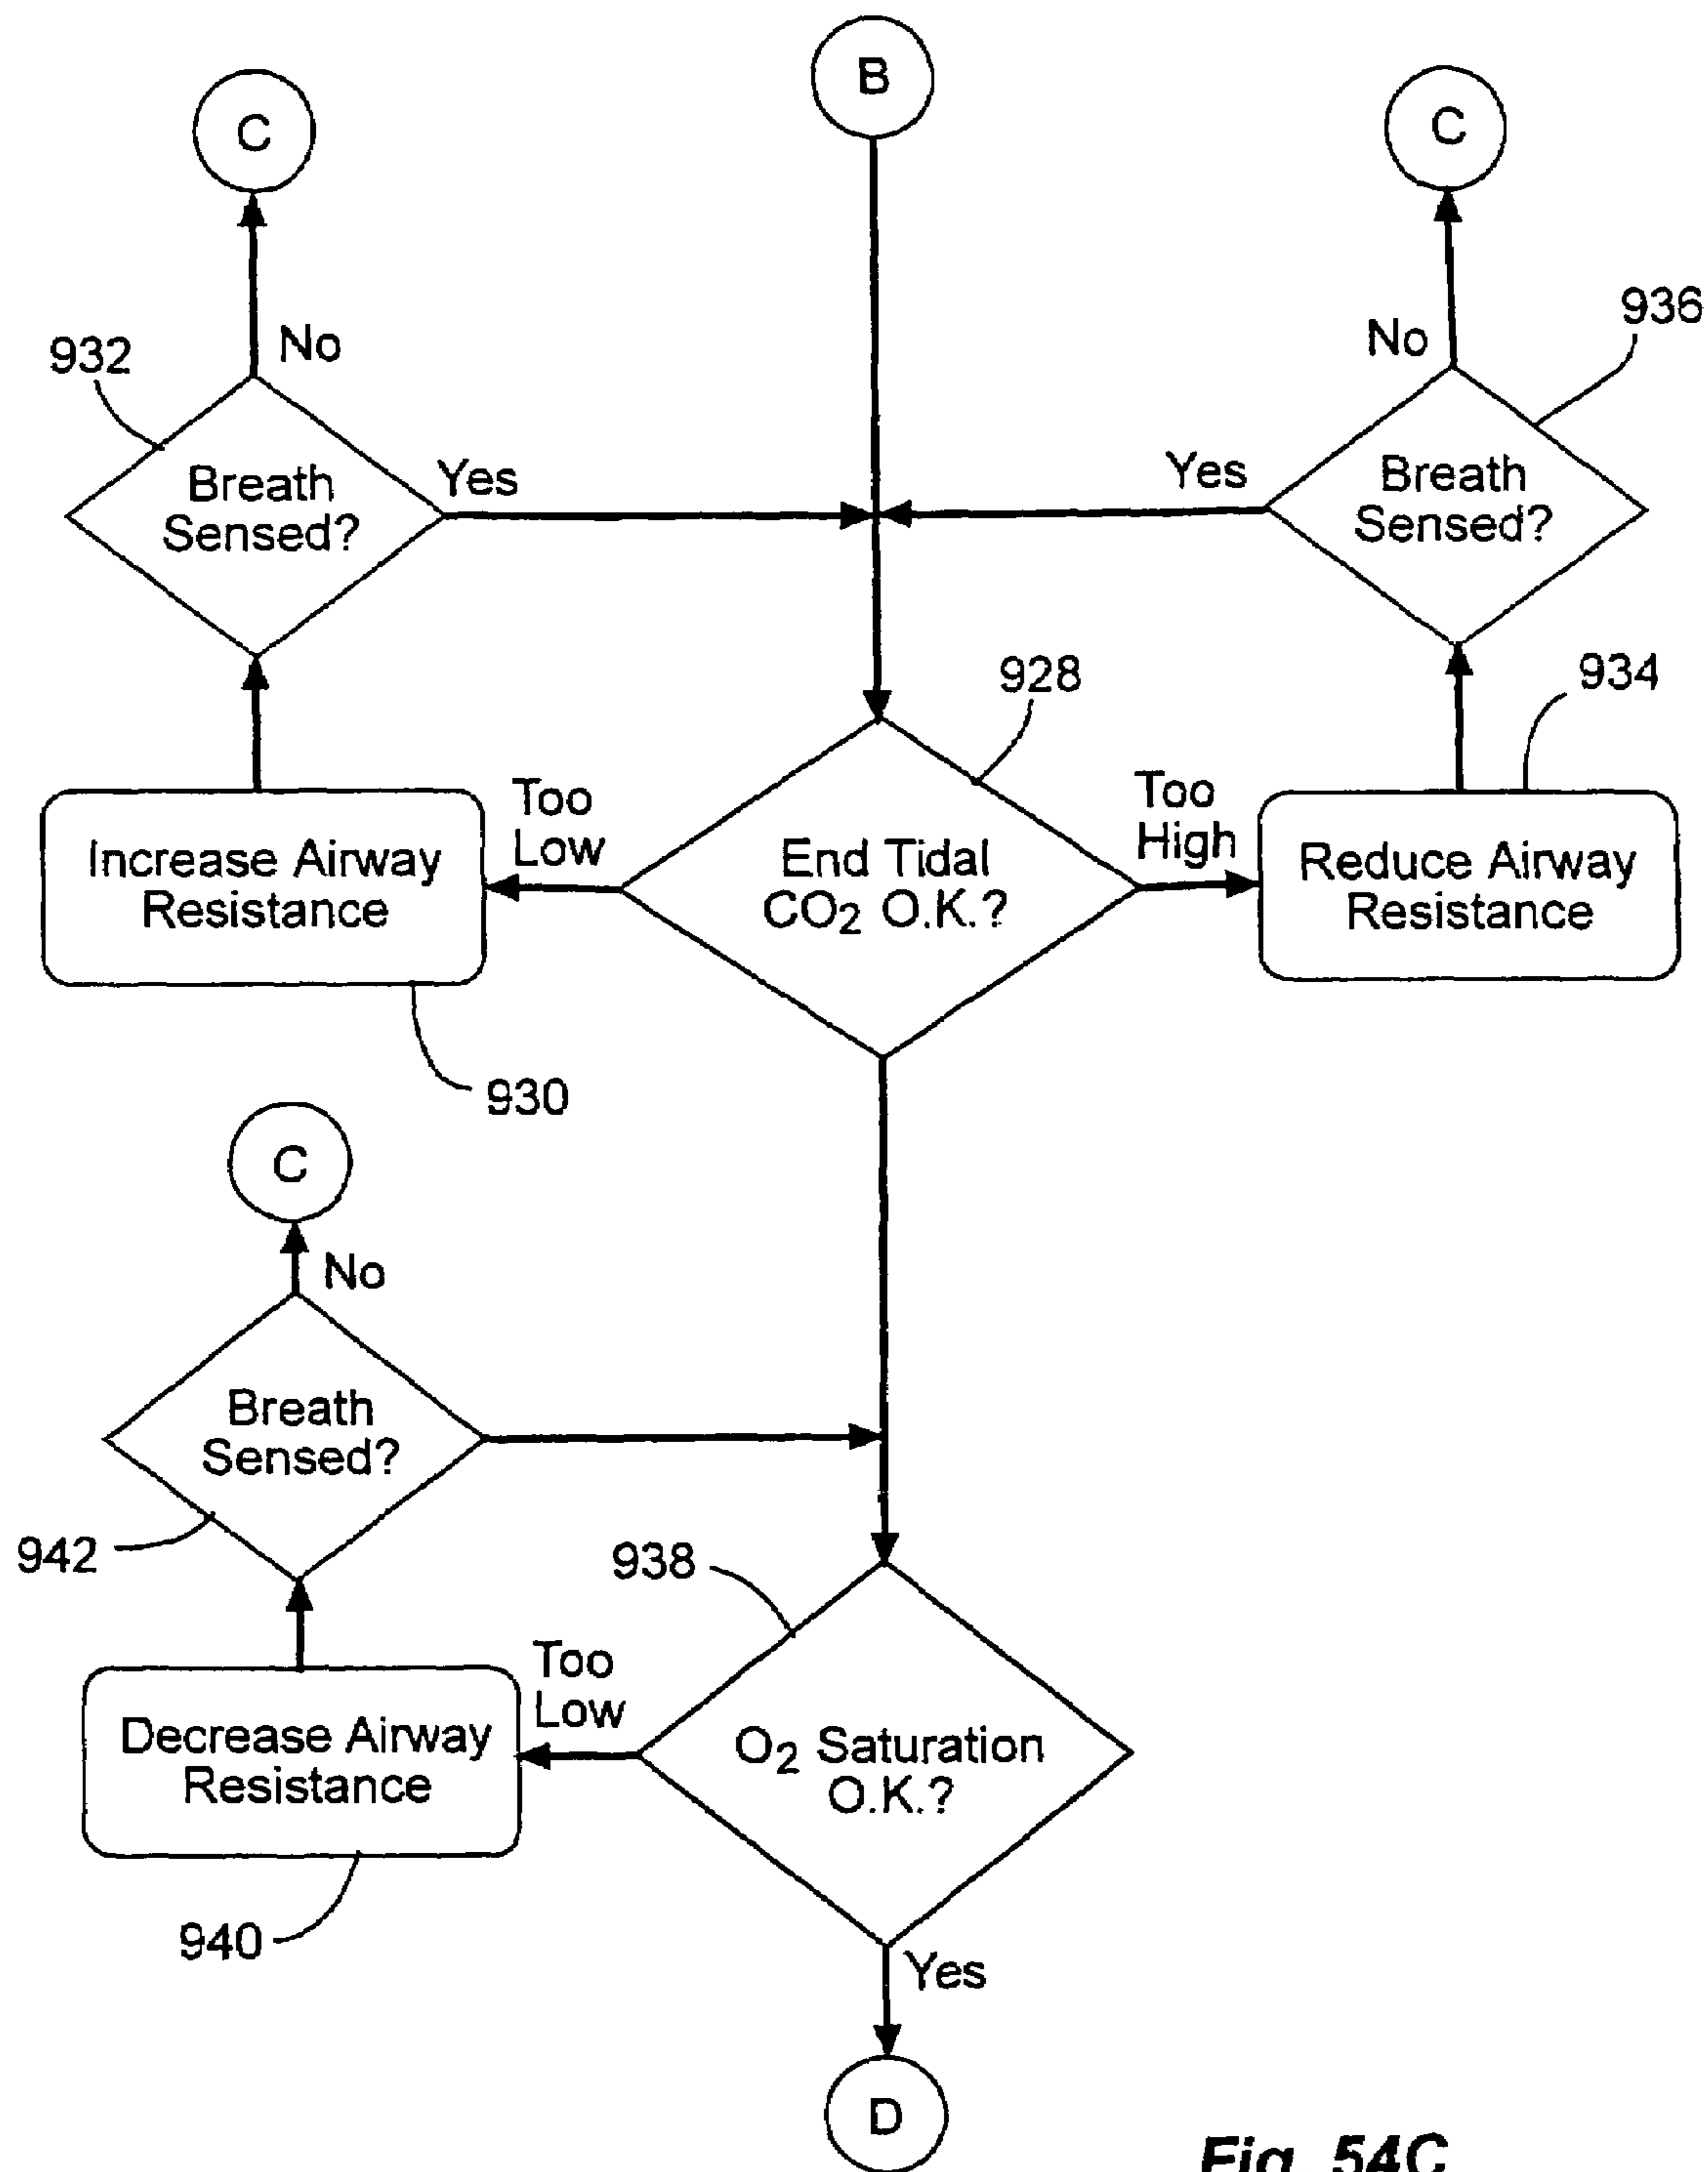 B
C
C
936
932
No
No
Yes
Yes
Breath
Sensed?
Breath
Sensed?
928
934
Too
Low
Too
High
Increase Airway
Resistance
End Tidal
CO2 O.K.?
Reduce Airway
Resistance
930
C
No
Breath
Sensed?
942
938
Too
Low
Decrease Airway
Resistance
O2 Saturation
O.K.?
940
Yes
D
Fig. 54C